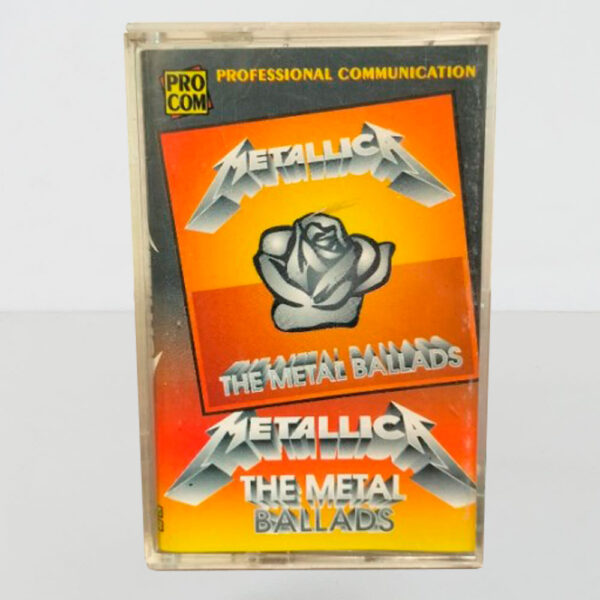 PRO
COM
PROFESSIONAL COMMUNICATION
METALLICA
THE METAL BALLADS
METALLICA
THE METAL
BALLADS